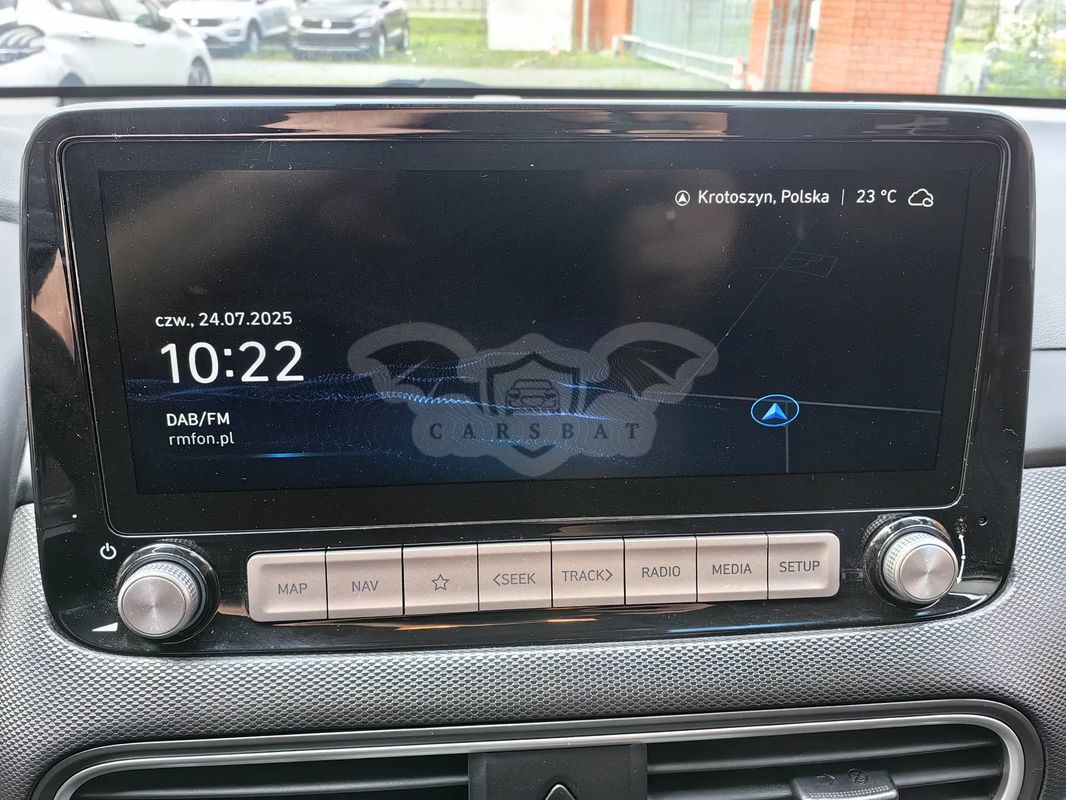 Krotoszyn, Polska | 23 °C
czw., 24.07.2025
10:22
DAB/FM
rmfon.pl
CARSBAT
MAP
NAV
<SEEK
TRACK>
RADIO
MEDIA
SETUP